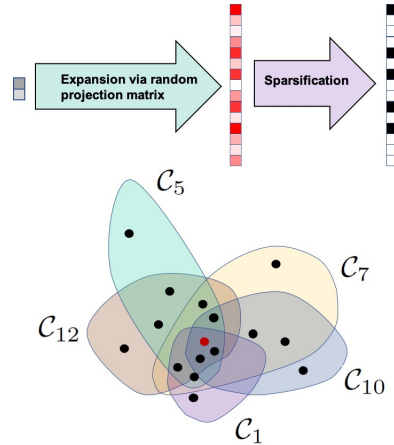 Expansion via random
projection matrix
Sparsification
C₅
C₇
C₁₂
C₁₀
C₁